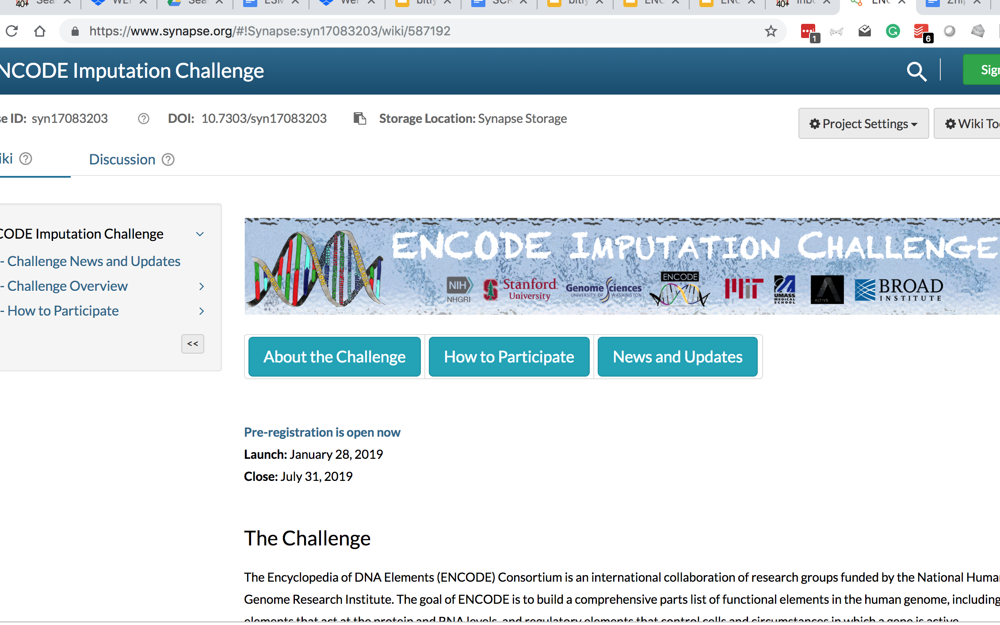 40+ Sea WEI Sea ESM Wei bitly SCR bitly ENC ENC 40+ Inbo ENC
https://www.synapse.org/#!Synapse:syn17083203/wiki/587192 1 (txt) G 6
NCODE Imputation Challenge Sig
se ID: syn17083203 DOI: 10.7303/syn17083203 Storage Location: Synapse Storage Project Settings Wiki Too
iki ? Discussion ?
CODE Imputation Challenge
- Challenge News and Updates
- Challenge Overview
- How to Participate
<<
ENCODE IMPUTATION CHALLENGE
ENCODE IMPUTATION CHALLENGE
NIH NHGRI
S Stanford University
Genome Sciences
UNIVERSITY OF WASHINGTON
ENCODE
MIT
UMASS MEDICAL SCHOOL
ALTIUS
BROAD INSTITUTE
About the Challenge How to Participate News and Updates
Pre-registration is open now
Launch: January 28, 2019
Close: July 31, 2019
The Challenge
The Encyclopedia of DNA Elements (ENCODE) Consortium is an international collaboration of research groups funded by the National Huma
Genome Research Institute. The goal of ENCODE is to build a comprehensive parts list of functional elements in the human genome, including
elements that act at the protein and RNA levels, and regulatory elements that control cells and circumstances in which a gene is active.